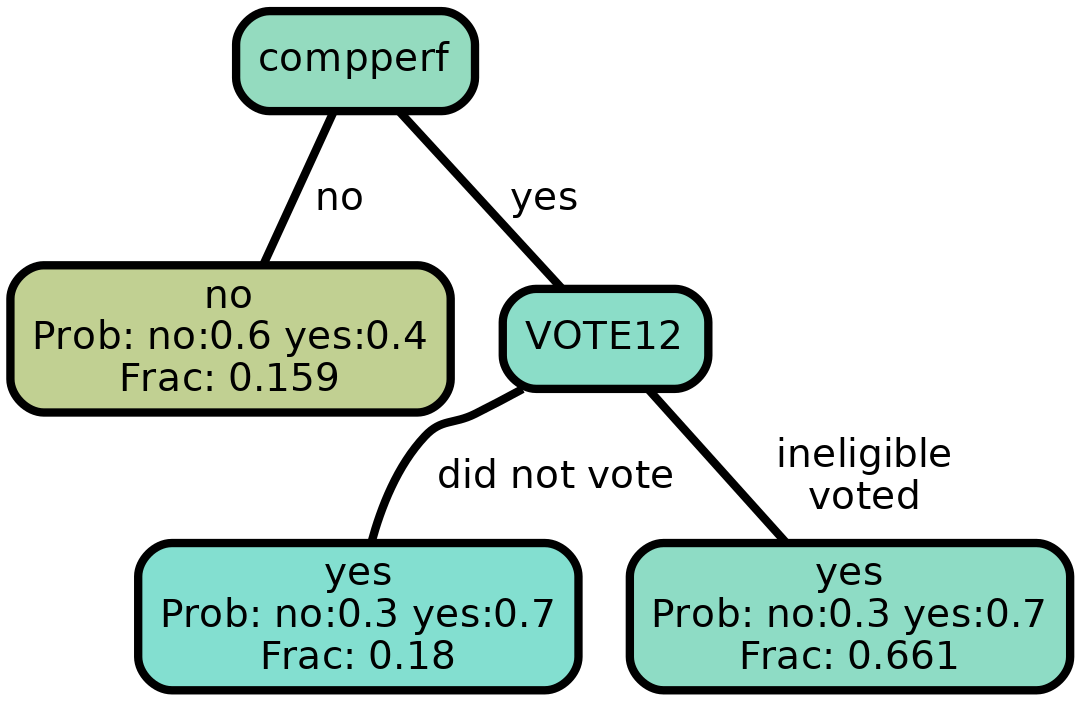 compperf
no
yes
no
Prob: no:0.6 yes:0.4
Frac: 0.159
VOTE12
did not vote
ineligible
voted
yes
Prob: no:0.3 yes:0.7
Frac: 0.18
yes
Prob: no:0.3 yes:0.7
Frac: 0.661